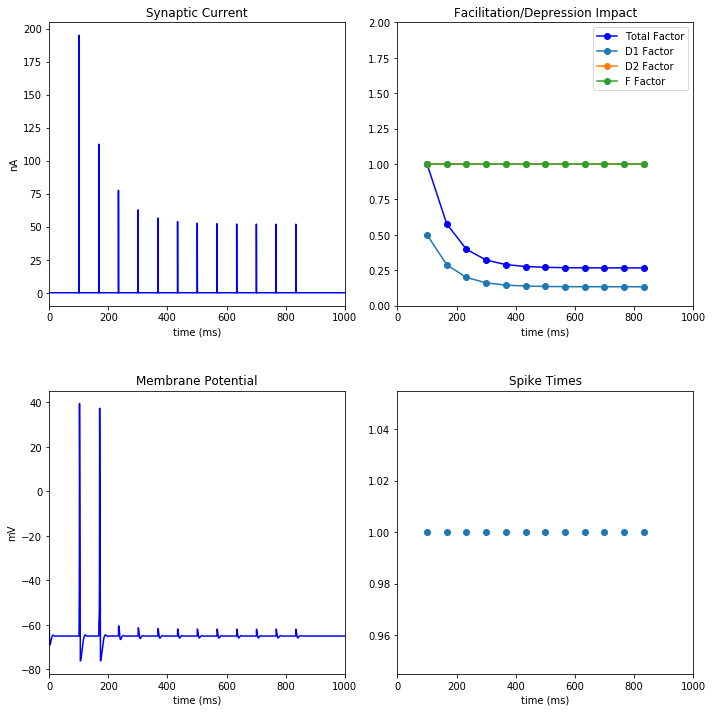 Synaptic Current
200
175
150
125
100
75
50
25
0
nA
0 200 400 600 800 1000
time (ms)
Facilitation/Depression Impact
2.00
1.75
1.50
1.25
1.00
0.75
0.50
0.25
0.00
Total Factor
D1 Factor
D2 Factor
F Factor
0 200 400 600 800 1000
time (ms)
Membrane Potential
40
20
0
−20
−40
−60
−80
mV
0 200 400 600 800 1000
time (ms)
Spike Times
1.04
1.02
1.00
0.98
0.96
0 200 400 600 800 1000
time (ms)